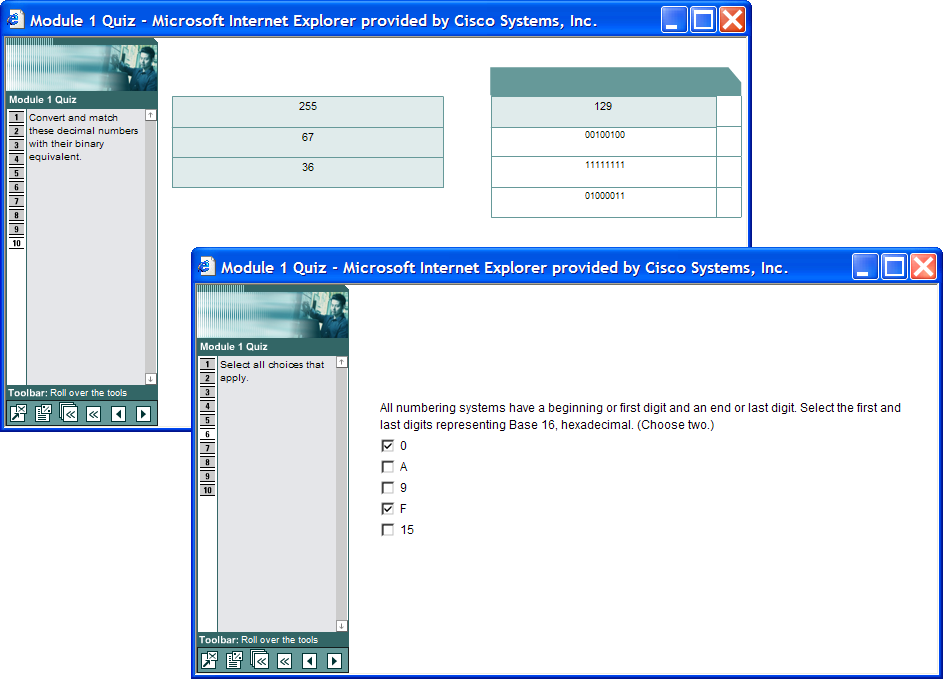 Module 1 Quiz - Microsoft Internet Explorer provided by Cisco Systems, Inc.
Module 1 Quiz
1
2
3
4
5
6
7
8
9
10
Convert and match
these decimal numbers
with their binary
equivalent.
255
67
36
129
00100100
11111111
01000011
Toolbar: Roll over the tools
Module 1 Quiz - Microsoft Internet Explorer provided by Cisco Systems, Inc.
Module 1 Quiz
1
2
3
4
5
6
7
8
9
10
Select all choices that
apply.
All numbering systems have a beginning or first digit and an end or last digit. Select the first and
last digits representing Base 16, hexadecimal. (Choose two.)
0
A
9
F
15
Toolbar: Roll over the tools